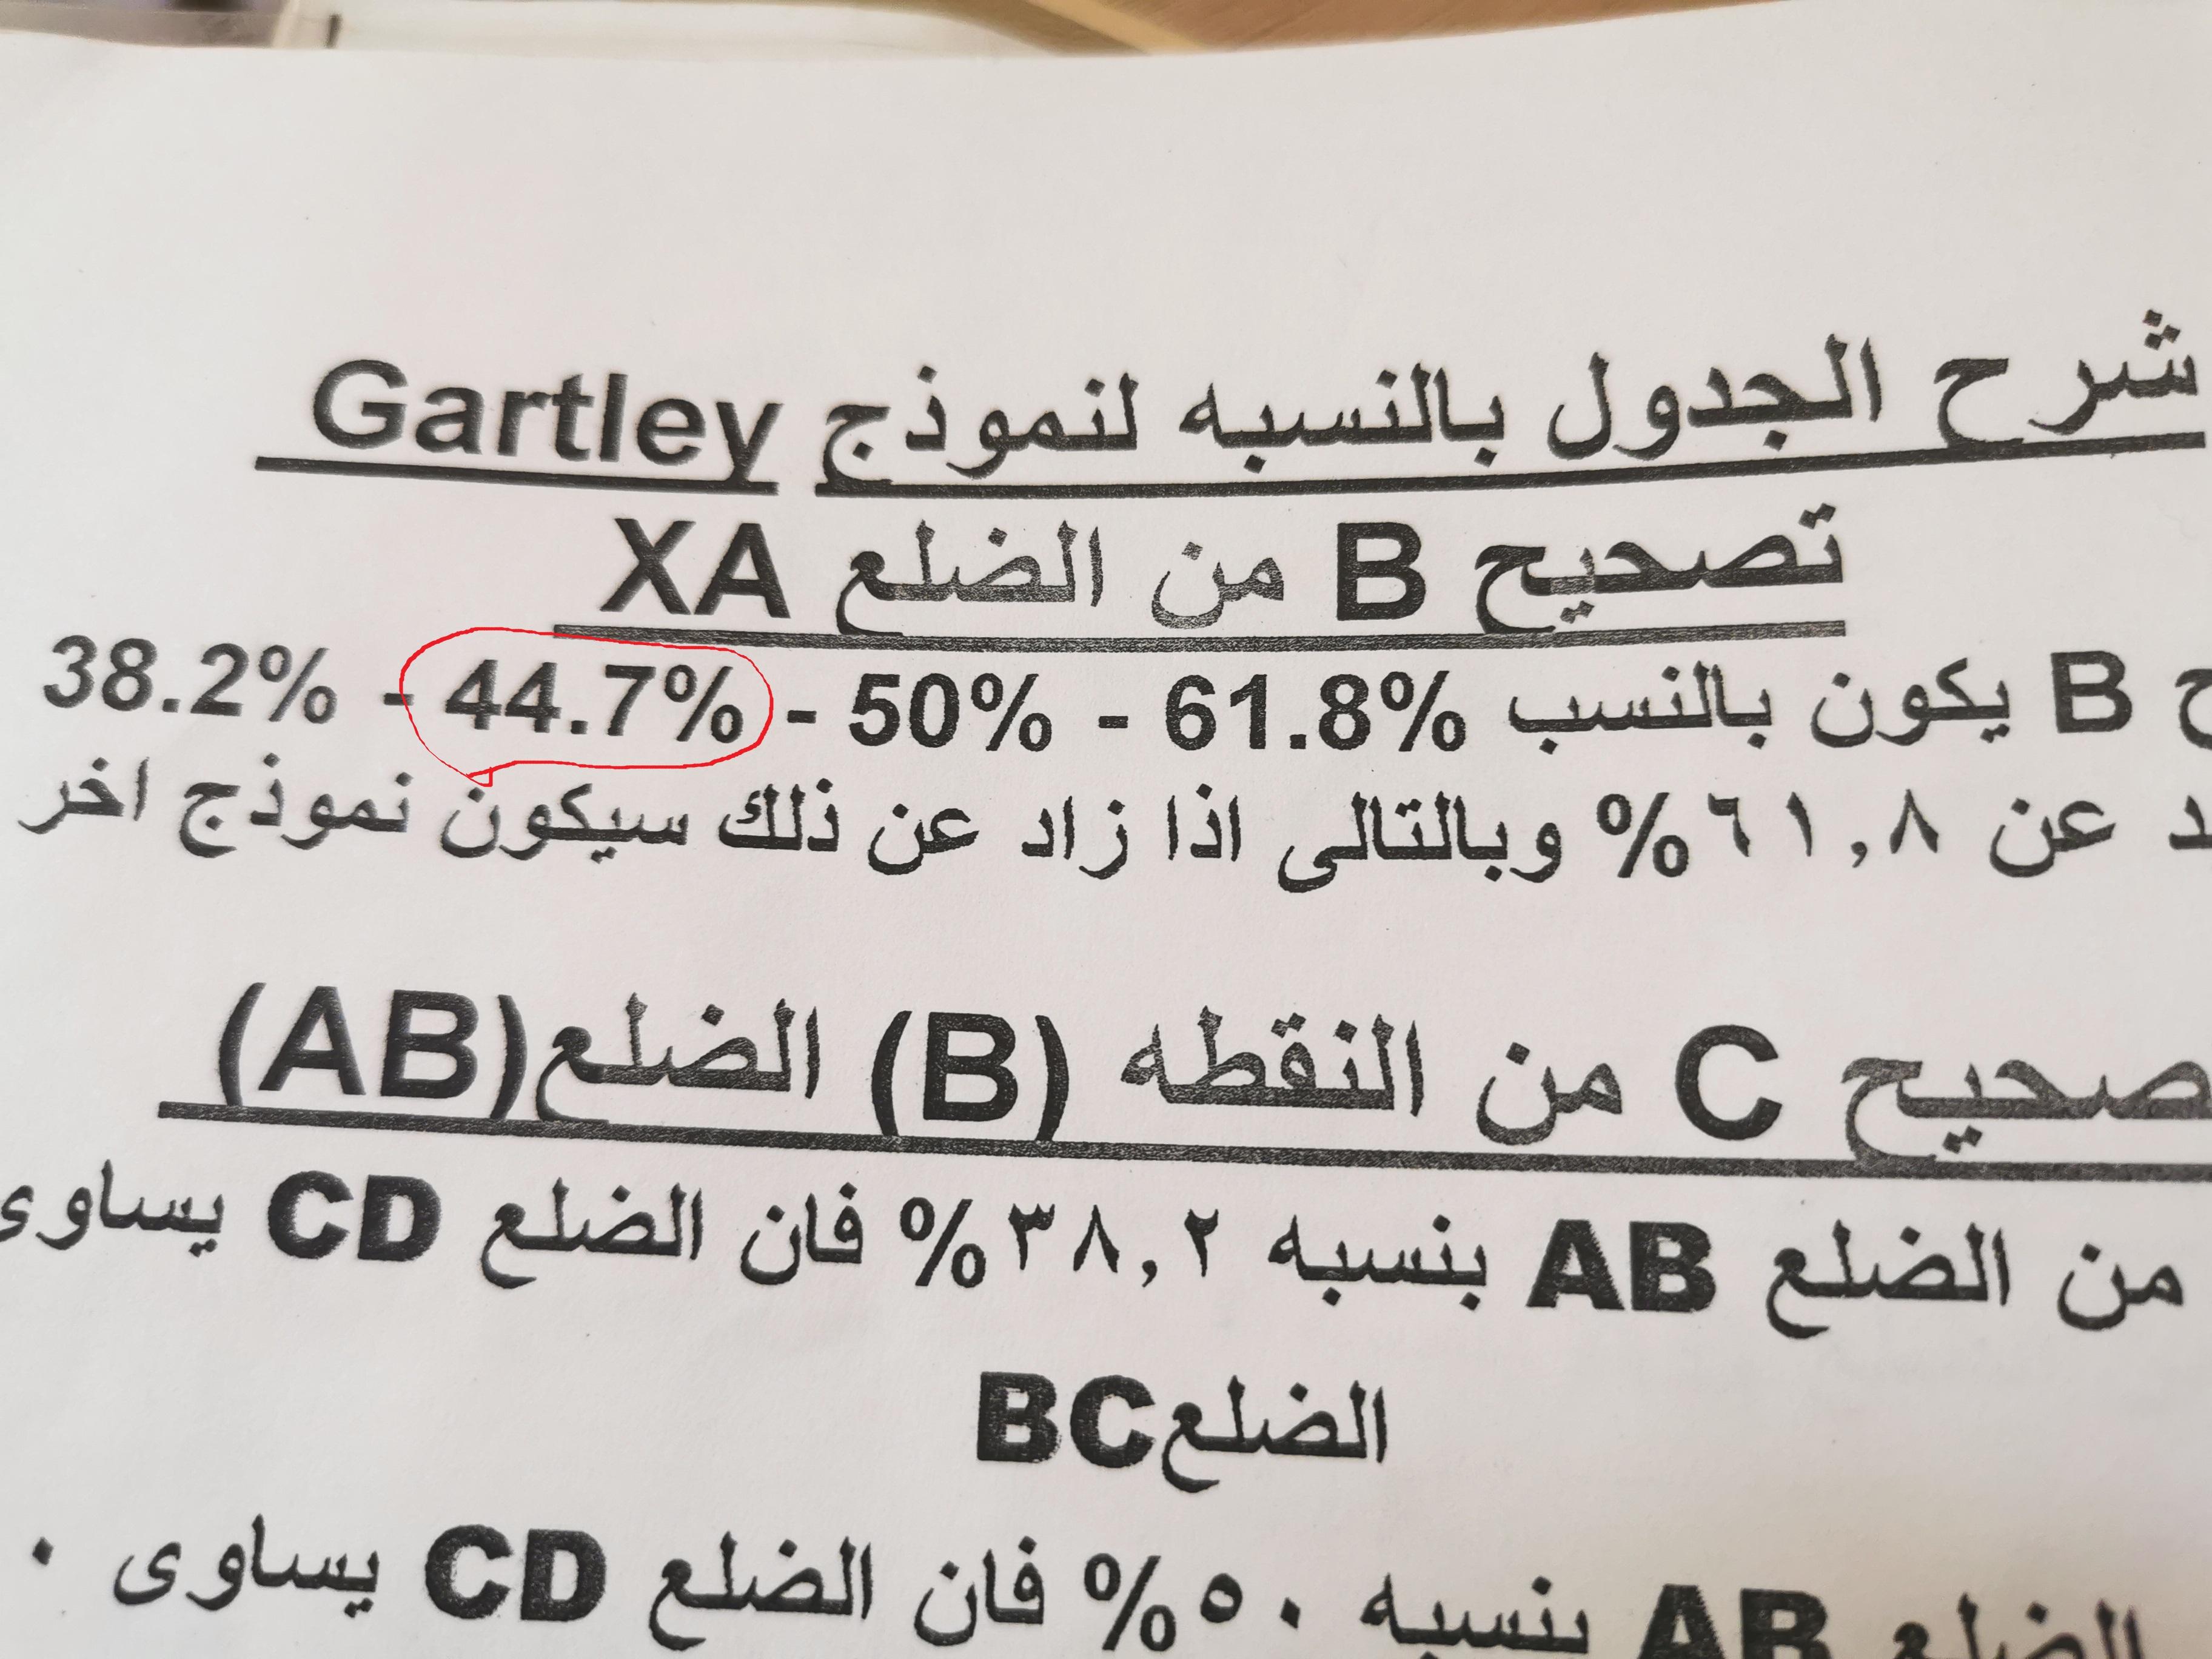 شرح الجدول بالنسبه لنموذج Gartley
تصحيح B من الضلع XA
B يكون بالنسب 61.8% - 50% - 44.7% - 38.2%
عن ٦١,٨% وبالتالى اذا زاد عن ذلك سيكون نموذج اخر
C من النقطه (B) الضلع(AB)
من الضلع AB بنسبه ٣٨,٢% فان الضلع CD يساوى
الضلعBC
الضلع AB بنسبه ٥٠% فان الضلع CD يساوى ٠